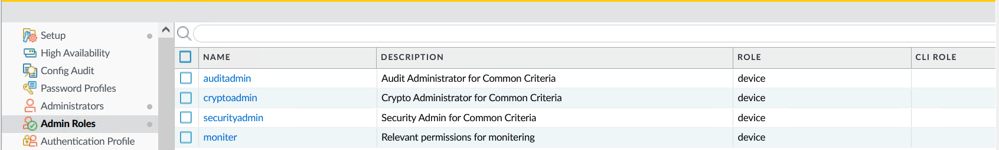 Setup
High Availability
Config Audit
Password Profiles
Administrators
Admin Roles
Authentication Profile
NAME DESCRIPTION ROLE CLI ROLE
auditadmin Audit Administrator for Common Criteria device
cryptoadmin Crypto Administrator for Common Criteria device
securityadmin Security Admin for Common Criteria device
moniter Relevant permissions for monitering device